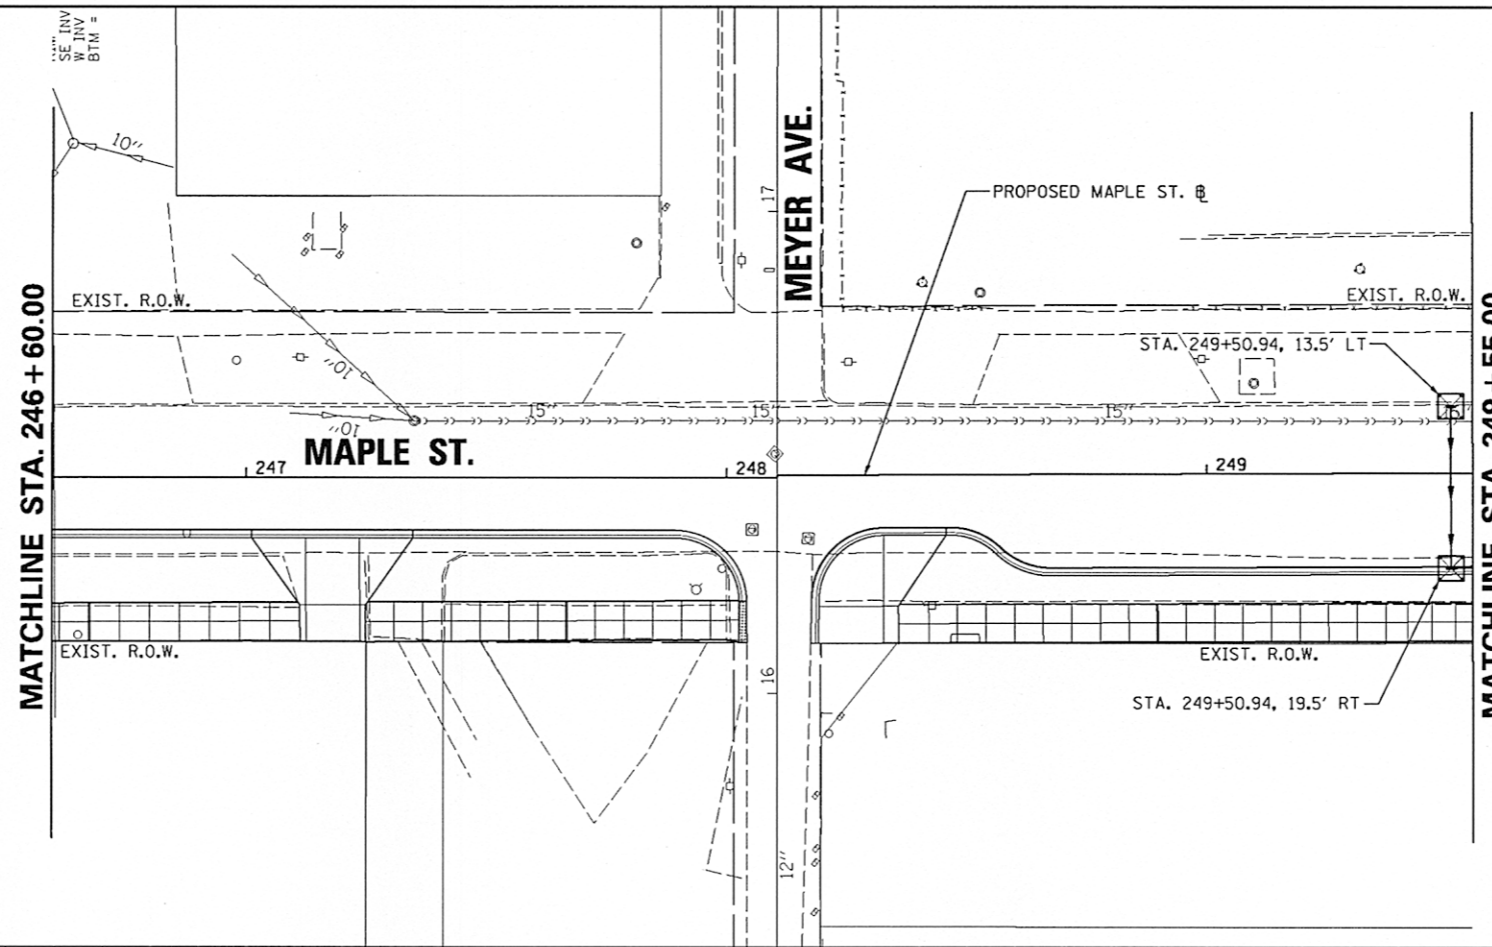 SE INV
W INV
BTM =
10"
MEYER AVE.
17
PROPOSED MAPLE ST. ℄
EXIST. R.O.W.
EXIST. R.O.W.
MATCHLINE STA. 246+60.00
STA. 249+50.94, 13.5' LT
10"
10"
15"
15"
15"
MAPLE ST.
247
248
249
EXIST. R.O.W.
EXIST. R.O.W.
16
STA. 249+50.94, 19.5' RT
12"